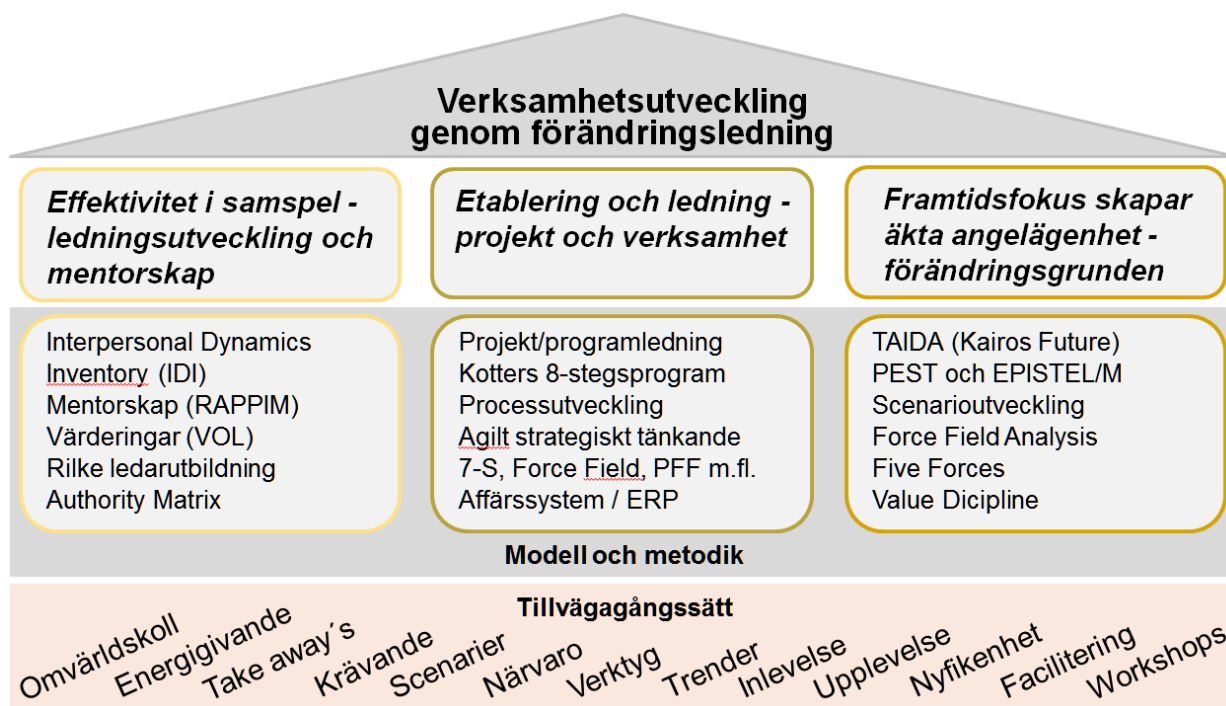 Verksamhetsutveckling
genom förändringsledning
Effektivitet i samspel -
ledningsutveckling och
mentorskap
Etablering och ledning -
projekt och verksamhet
Framtidsfokus skapar
äkta angelägenhet -
förändringsgrunden
Interpersonal Dynamics
Inventory (IDI)
Mentorskap (RAPPIM)
Värderingar (VOL)
Rilke ledarutbildning
Authority Matrix
Projekt/programledning
Kotters 8-stegsprogram
Processutveckling
Agilt strategiskt tänkande
7-S, Force Field, PFF m.fl.
Affärssystem / ERP
TAIDA (Kairos Future)
PEST och EPISTEL/M
Scenarioutveckling
Force Field Analysis
Five Forces
Value Dicipline
Modell och metodik
Tillvägagångssätt
Omvärldskoll
Energigivande
Take away´s
Krävande
Scenarier
Närvaro
Verktyg
Trender
Inlevelse
Upplevelse
Nyfikenhet
Facilitering
Workshops